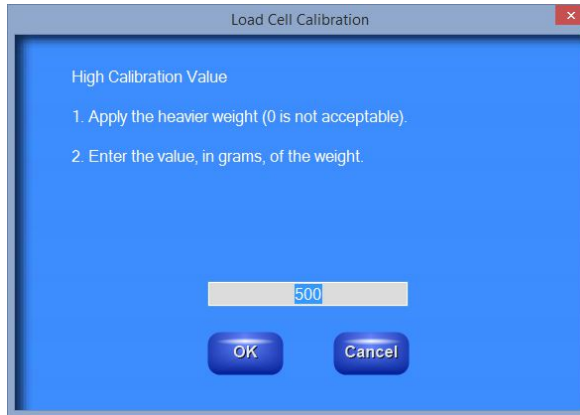 Load Cell Calibration
High Calibration Value
1. Apply the heavier weight (0 is not acceptable).
2. Enter the value, in grams, of the weight.
500
OK
Cancel